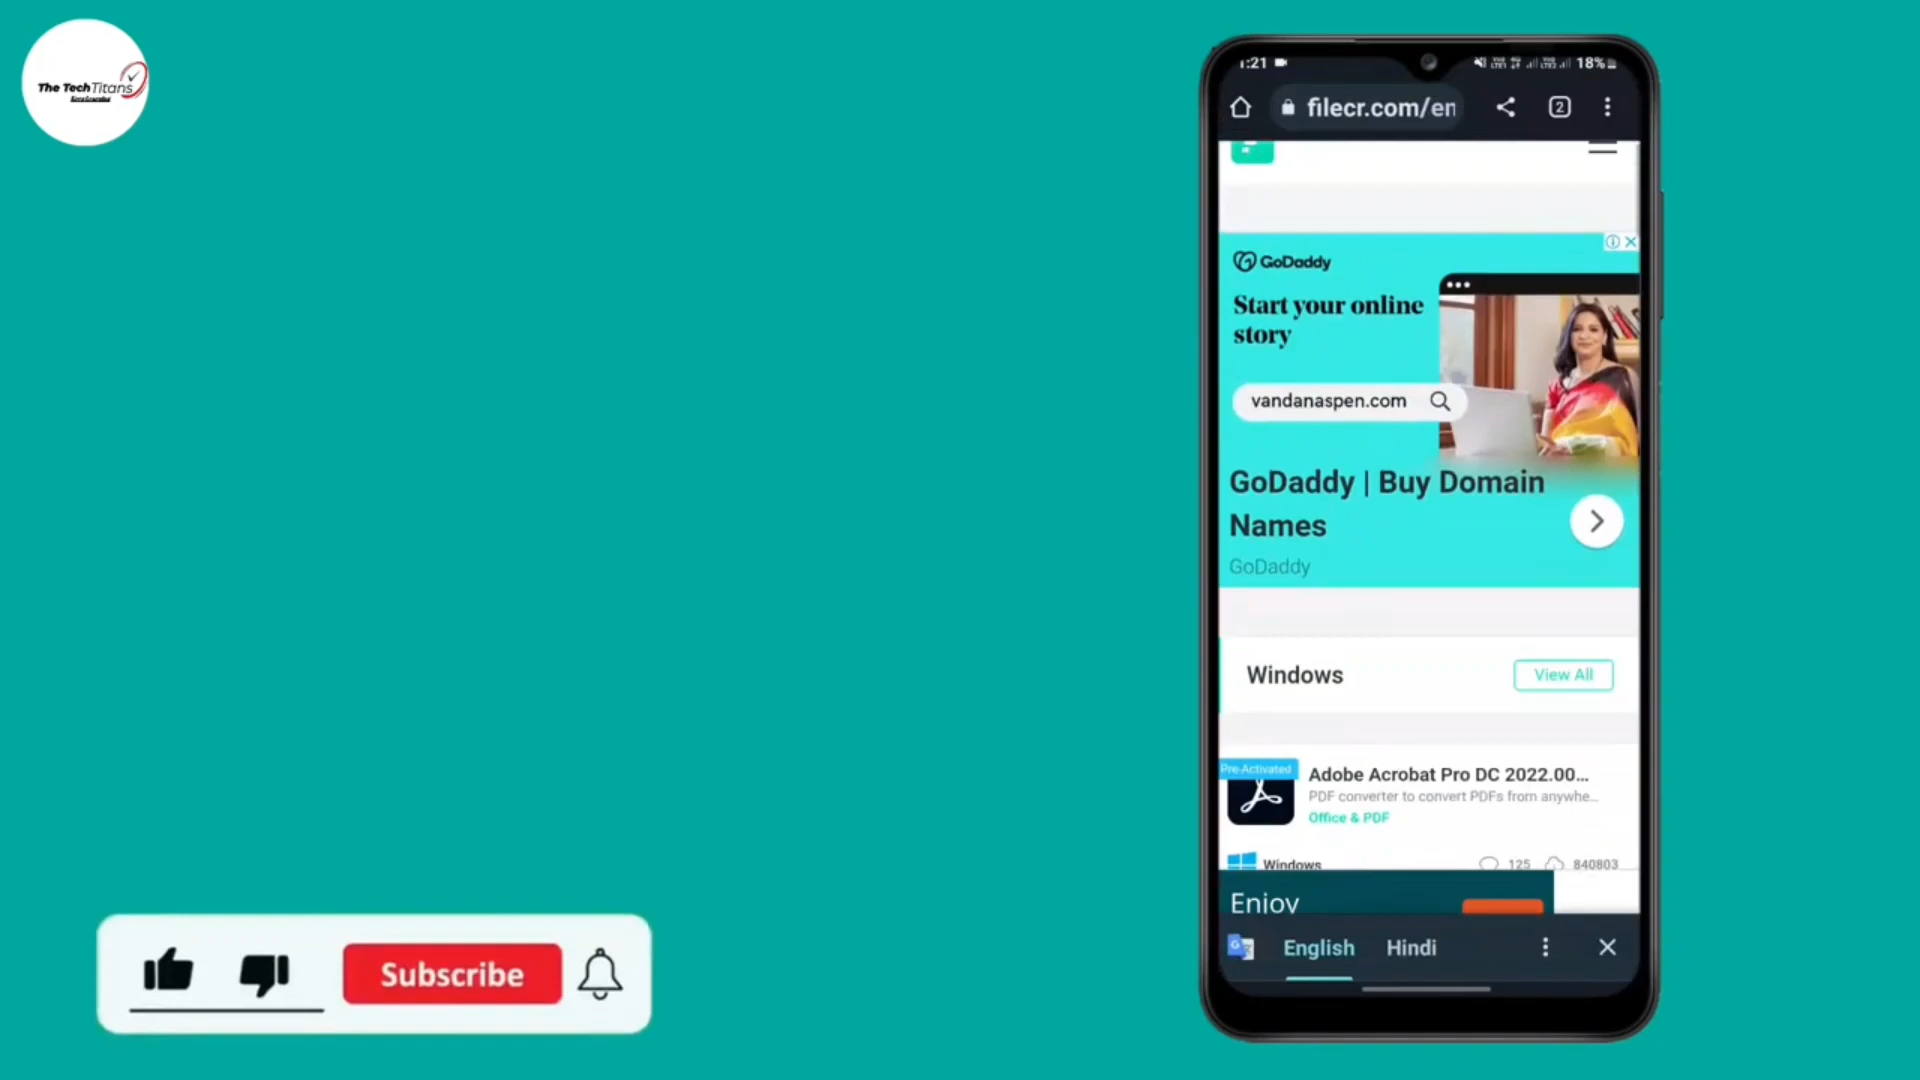 The TechTitans
1:21
18%
filecr.com/en
2
GoDaddy
Start your online
story
vandanaspen.com
GoDaddy | Buy Domain
Names
GoDaddy
Windows
View All
Pre-Activated
Adobe Acrobat Pro DC 2022.00...
PDF converter to convert PDFs from anywhe...
Office & PDF
Windows
125
840803
Enjoy
English
Hindi
Subscribe